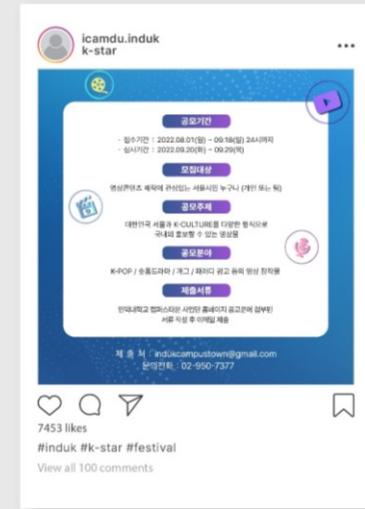 icamdu.induk
k-star
공모기간
- 접수기간 : 2022.08.01(월) ~ 09.18(일) 24시까지
- 심사기간 : 2022.09.20(화) ~ 09.29(목)
모집대상
영상콘텐츠 제작에 관심있는 서울시민 누구나 (개인 또는 팀)
공모주제
대한민국 서울과 K-CULTURE를 다양한 형식으로
국내외 홍보할 수 있는 영상물
공모분야
K-POP / 숏폼드라마 / 개그 / 패러디 광고 등의 영상 창작물
제출서류
인덕대학교 캠퍼스타운 사업단 홈페이지 공고문에 첨부된
서류 작성 후 이메일 제출
제 출 처 : indukcampustown@gmail.com
문의전화 : 02-950-7377
7453 likes
#induk #k-star #festival
View all 100 comments